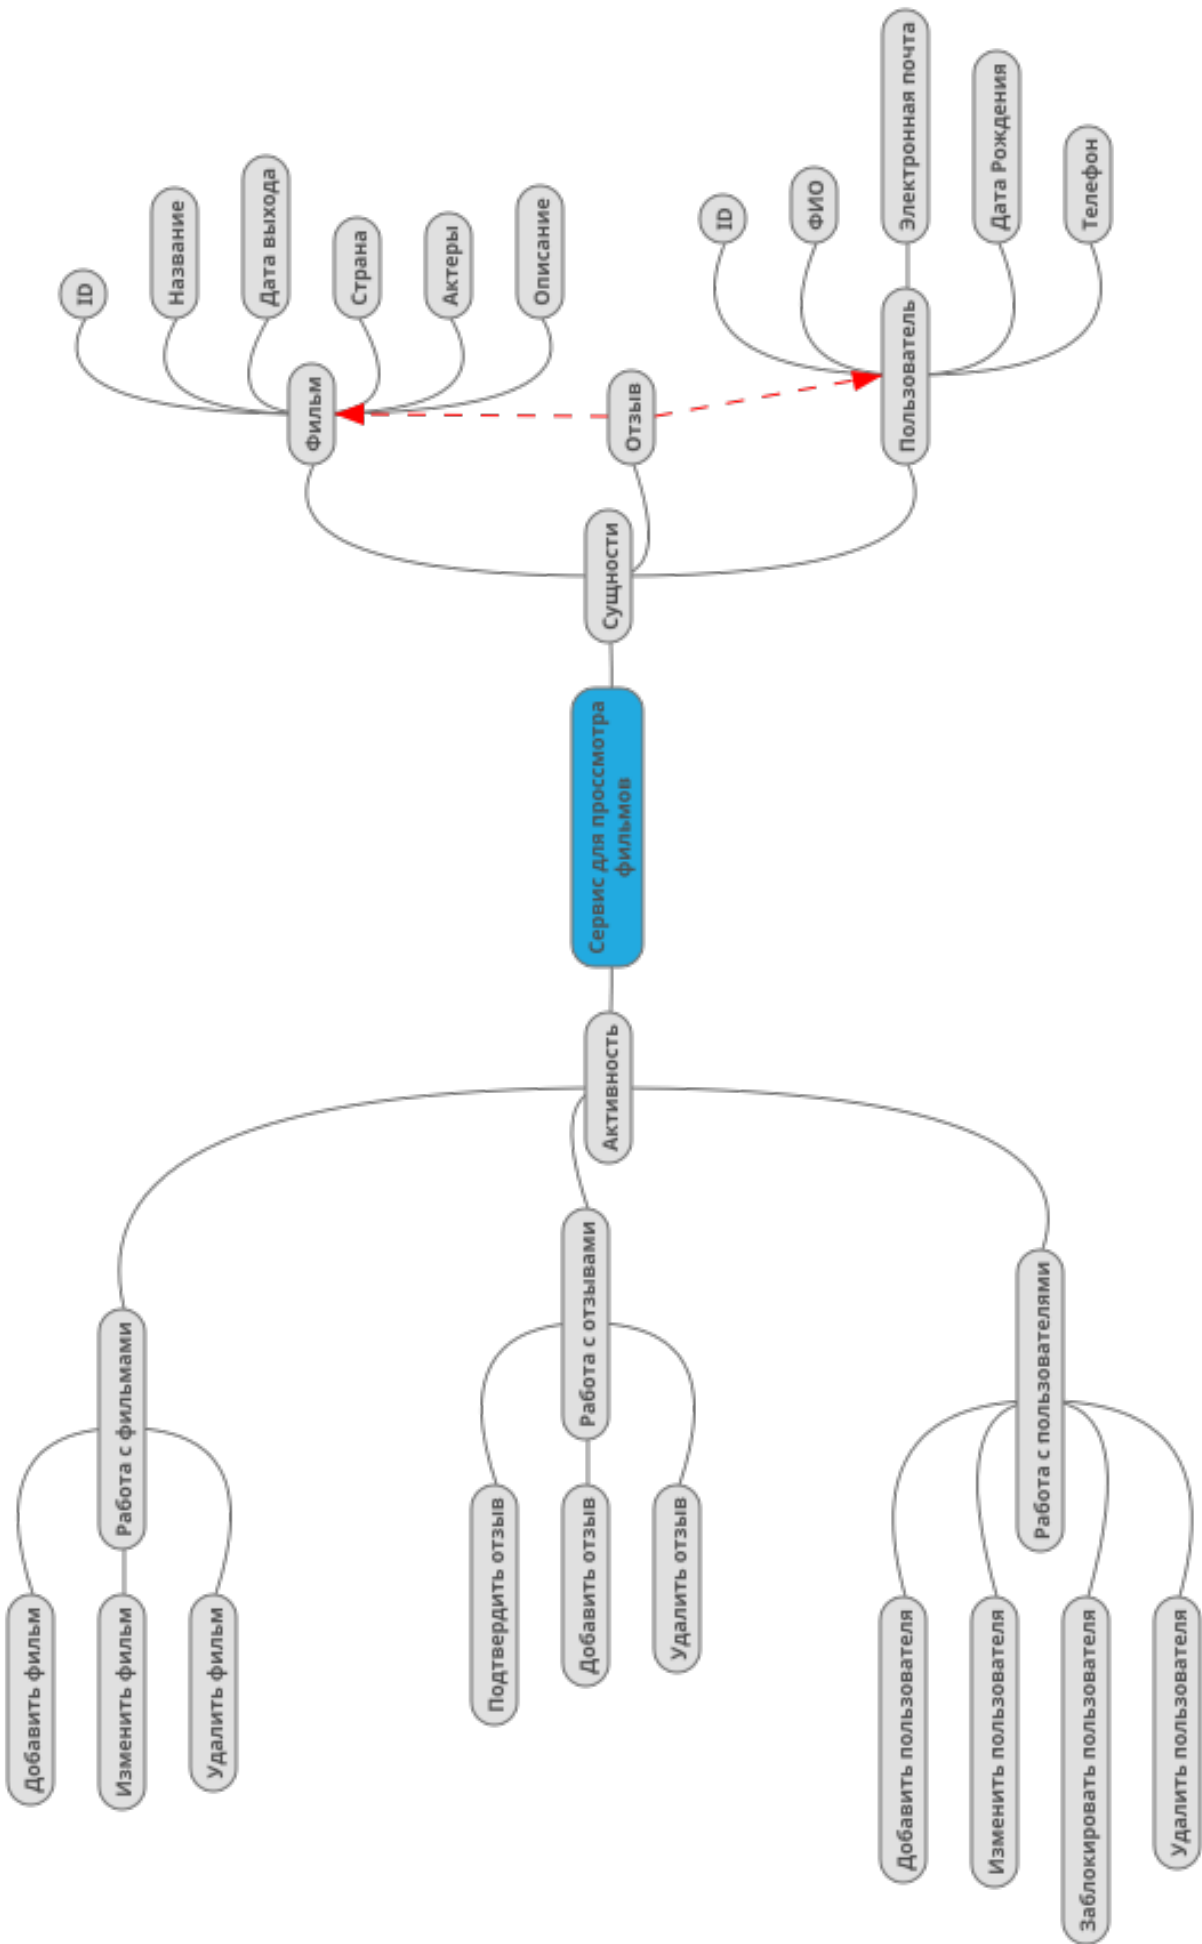 Сервис для проссмотра
фильмов
Активность
Работа с фильмами
Добавить фильм
Изменить фильм
Удалить фильм
Работа с отзывами
Подтвердить отзыв
Добавить отзыв
Удалить отзыв
Работа с пользователями
Добавить пользователя
Изменить пользователя
Заблокировать пользователя
Удалить пользователя
Сущности
Фильм
ID
Название
Дата выхода
Страна
Актеры
Описание
Отзыв
Пользователь
ID
ФИО
Электронная почта
Дата Рождения
Телефон